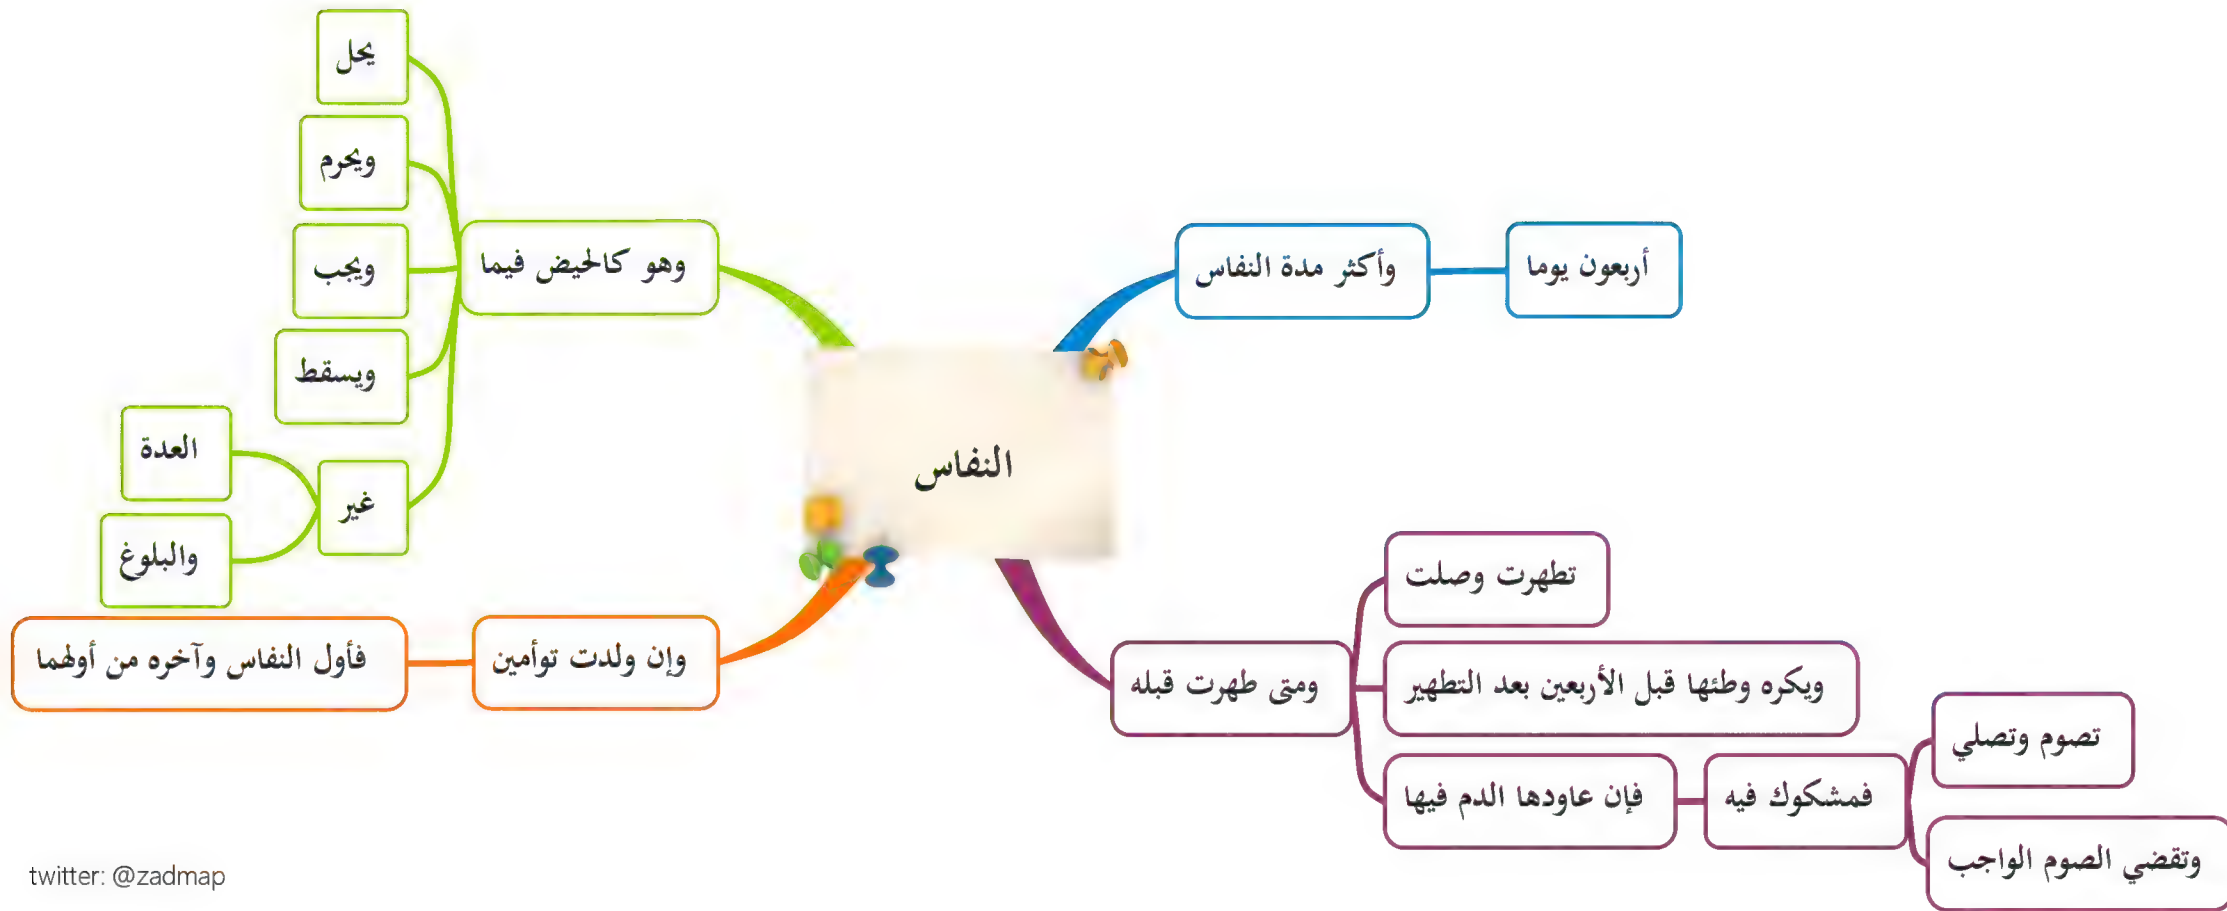 النفاس
وأكثر مدة النفاس
أربعون يوما
ومتى طهرت قبله
تطهرت وصلت
ويكره وطئها قبل الأربعين بعد التطهير
فإن عاودها الدم فيها
فمشكوك فيه
تصوم وتصلي
وتقضي الصوم الواجب
وهو كالحيض فيما
يحل
ويحرم
ويجب
ويسقط
غير
العدة
والبلوغ
وإن ولدت توأمين
فأول النفاس وآخره من أولهما
twitter: @zadmap